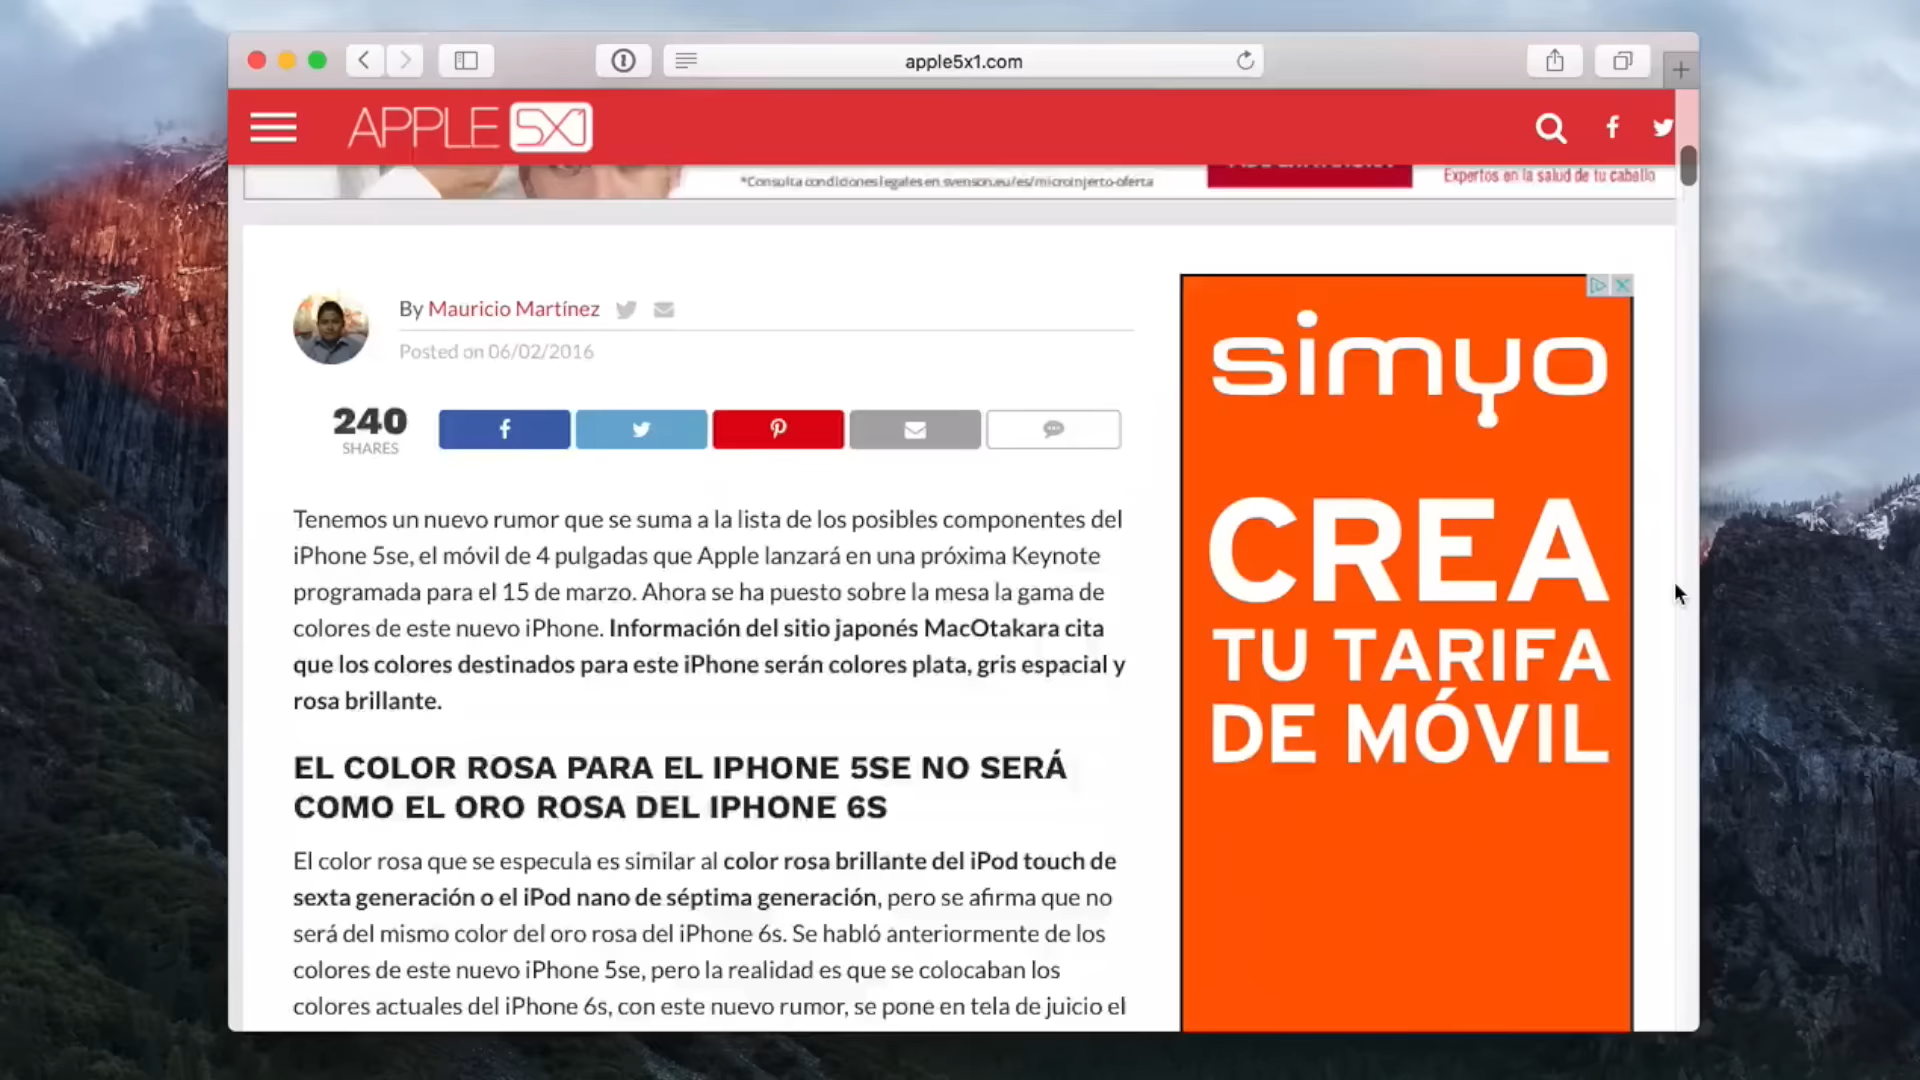 apple5x1.com
APPLE 5X1
*Consulta condiciones legales en svenson.eu/es/microinjerto-oferta
Expertos en la salud de tu cabello
By Mauricio Martínez
Posted on 06/02/2016
240
SHARES
Tenemos un nuevo rumor que se suma a la lista de los posibles componentes del
iPhone 5se, el móvil de 4 pulgadas que Apple lanzará en una próxima Keynote
programada para el 15 de marzo. Ahora se ha puesto sobre la mesa la gama de
colores de este nuevo iPhone. Información del sitio japonés MacOtakara cita
que los colores destinados para este iPhone serán colores plata, gris espacial y
rosa brillante.
EL COLOR ROSA PARA EL IPHONE 5SE NO SERÁ
COMO EL ORO ROSA DEL IPHONE 6S
El color rosa que se especula es similar al color rosa brillante del iPod touch de
sexta generación o el iPod nano de séptima generación, pero se afirma que no
será del mismo color del oro rosa del iPhone 6s. Se habló anteriormente de los
colores de este nuevo iPhone 5se, pero la realidad es que se colocaban los
colores actuales del iPhone 6s, con este nuevo rumor, se pone en tela de juicio el
simyo
CREA
TU TARIFA
DE MÓVIL